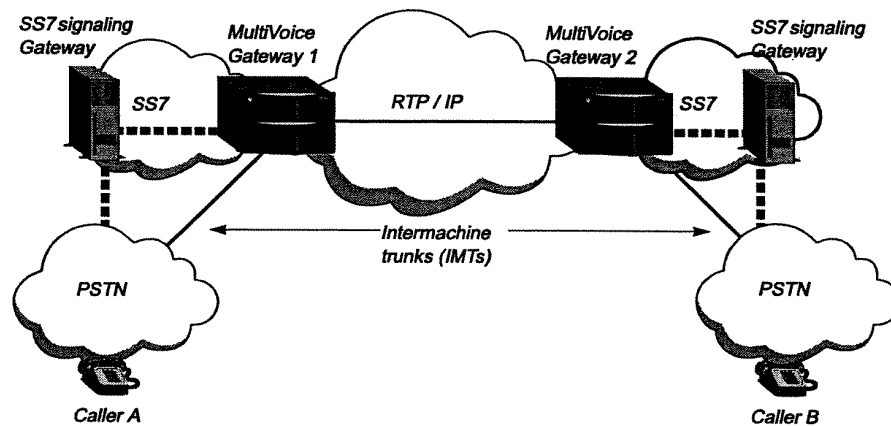 SS7 signaling
Gateway
MultiVoice
Gateway 1
MultiVoice
Gateway 2
SS7 signaling
Gateway
SS7
RTP / IP
SS7
Intermachine
trunks (IMTs)
PSTN
PSTN
Caller A
Caller B